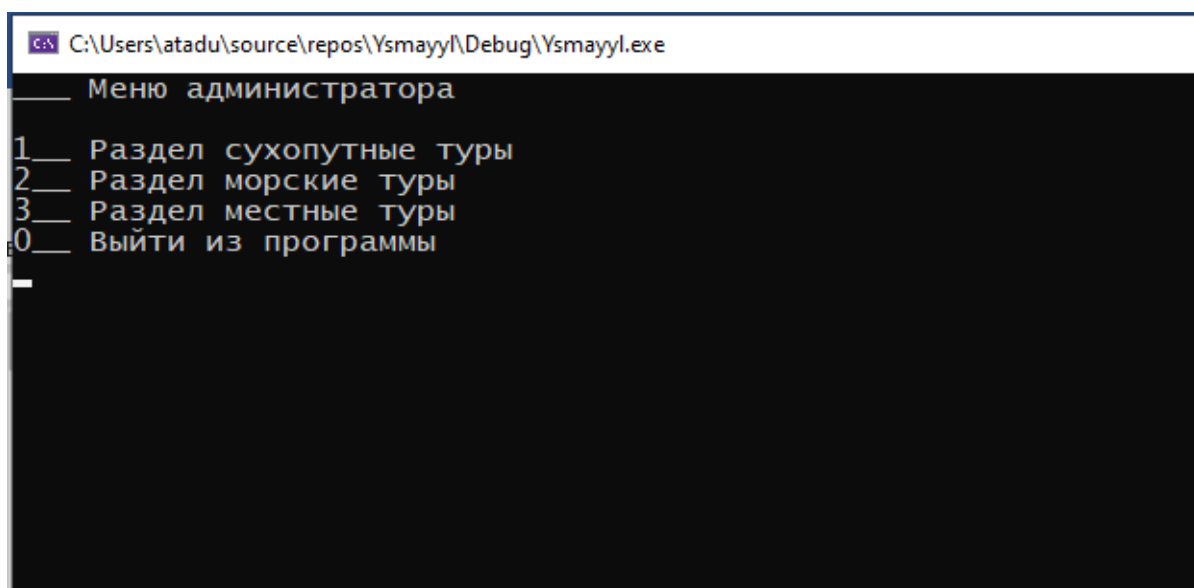 C:\Users\atadu\source\repos\Ysmayyl\Debug\Ysmayyl.exe
___ Меню администратора
1__ Раздел сухопутные туры
2__ Раздел морские туры
3__ Раздел местные туры
0__ Выйти из программы